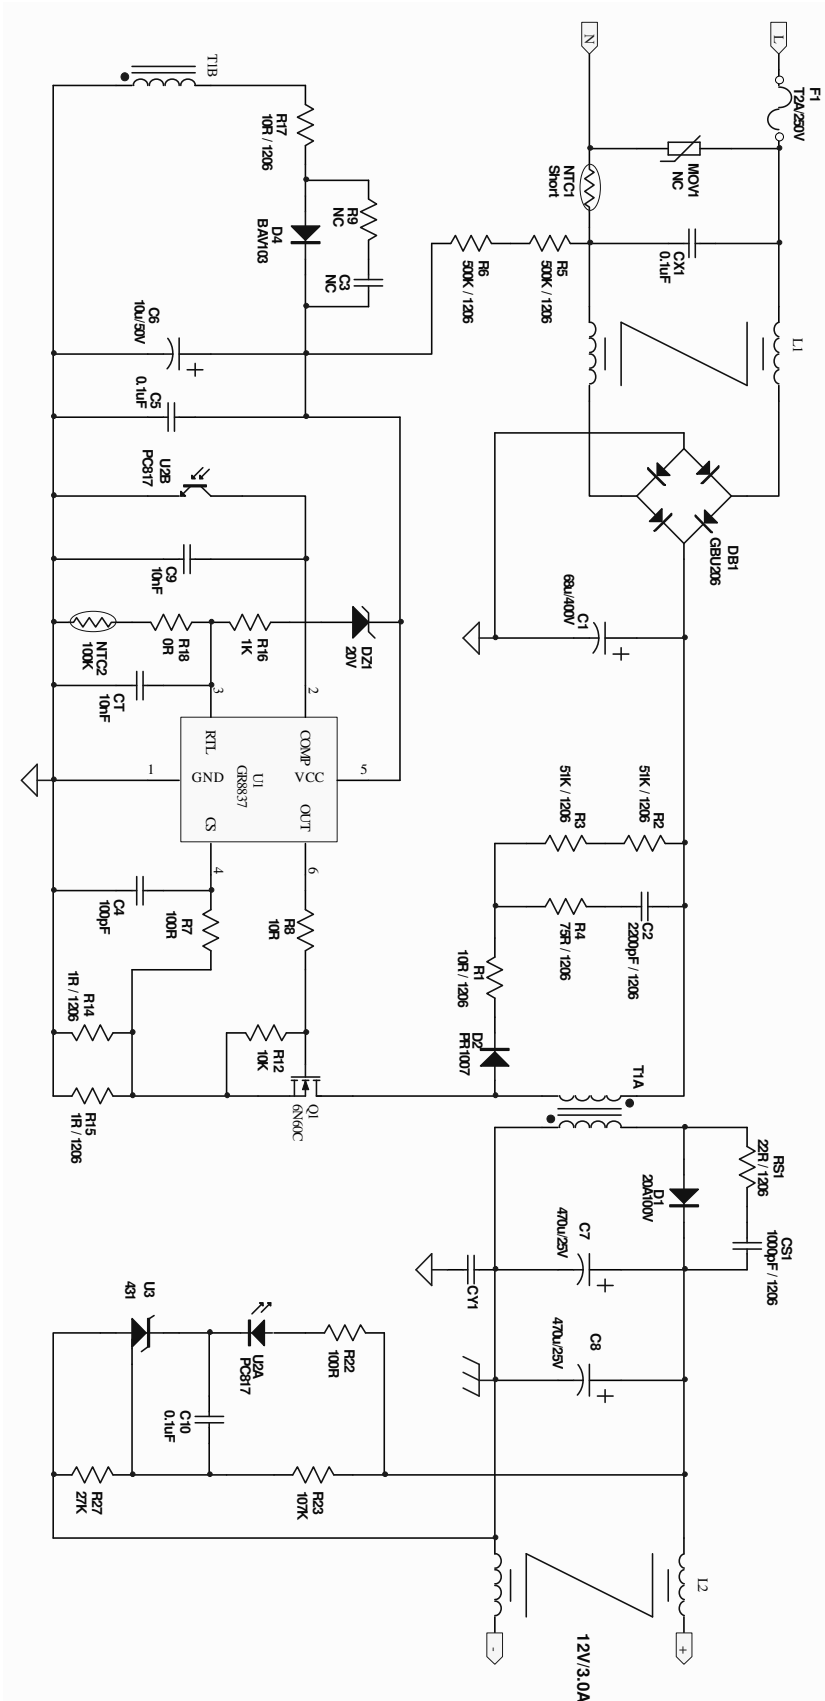 L
F1
T2A/250V
N
MOV1
NC
NTC1
Short
CX1
0.1uF
L1
R5
500K / 1206
R6
500K / 1206
DB1
GBU206
C1
68u/400V
R2
51K / 1206
R3
51K / 1206
C2
2200pF / 1206
R4
75R / 1206
R1
10R / 1206
D2
PR1007
T1A
RS1
22R / 1206
CS1
1000pF / 1206
D1
20A100V
C7
470u/25V
CY1
C8
470u/25V
L2
+
-
12V/3.0A
T1B
R17
10R / 1206
R9
NC
C3
NC
D4
BAV103
C6
10u/50V
C5
0.1uF
U2B
PC817
C9
10nF
DZ1
20V
R16
1K
R18
0R
NTC2
100K
CT
10nF
3
2
RTL
COMP
1
GND
U1
GR8837
VCC
5
CS
OUT
4
6
C4
100pF
R7
100R
R8
10R
R14
1R / 1206
R12
10K
R15
1R / 1206
Q1
6N60C
U3
431
U2A
PC817
R22
100R
C10
0.1uF
R27
27K
R23
107K